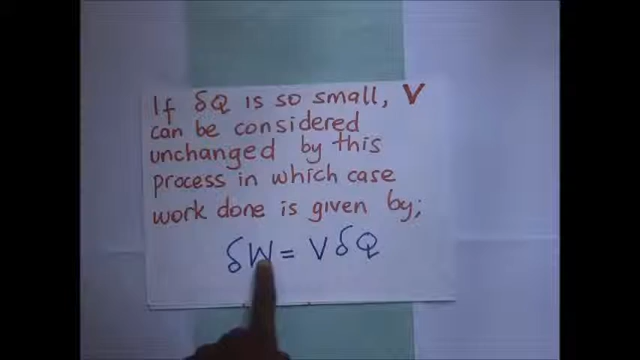 If δQ is so small, V
can be considered
unchanged by this
process in which case
work done is given by;
δW = VδQ